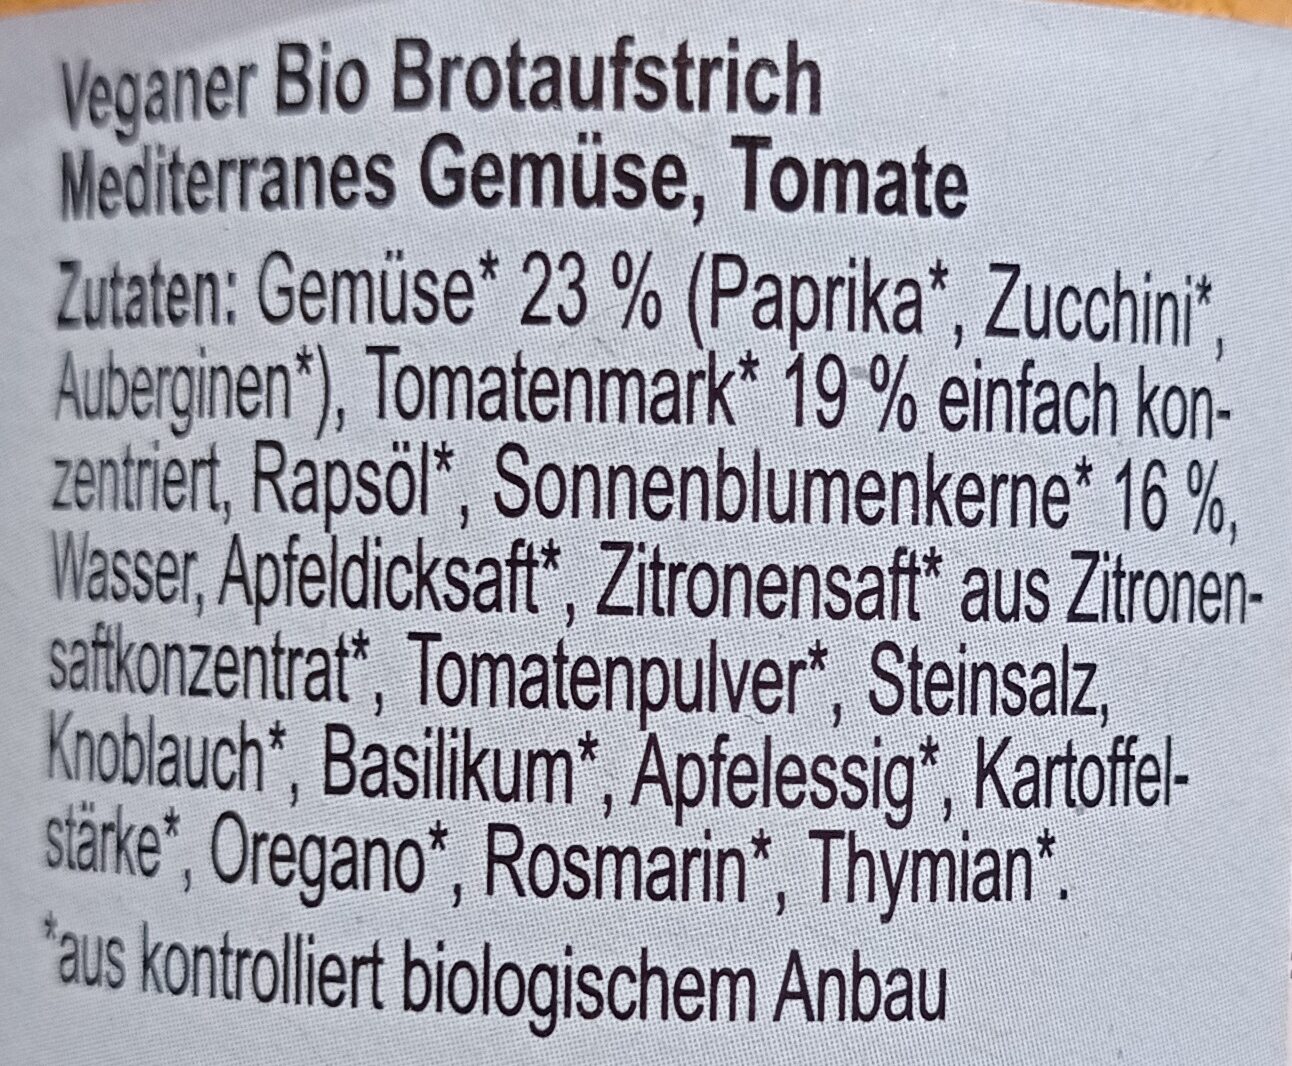 Veganer Bio Brotaufstrich
Mediterranes Gemüse, Tomate
Zutaten: Gemüse* 23 % (Paprika*, Zucchini*,
Auberginen*), Tomatenmark* 19 % einfach kon-
zentriert, Rapsöl*, Sonnenblumenkerne* 16 %,
Wasser, Apfeldicksaft*, Zitronensaft* aus Zitronen-
saftkonzentrat*, Tomatenpulver*, Steinsalz,
Knoblauch*, Basilikum*, Apfelessig*, Kartoffel-
stärke*, Oregano*, Rosmarin*, Thymian*.
*aus kontrolliert biologischem Anbau